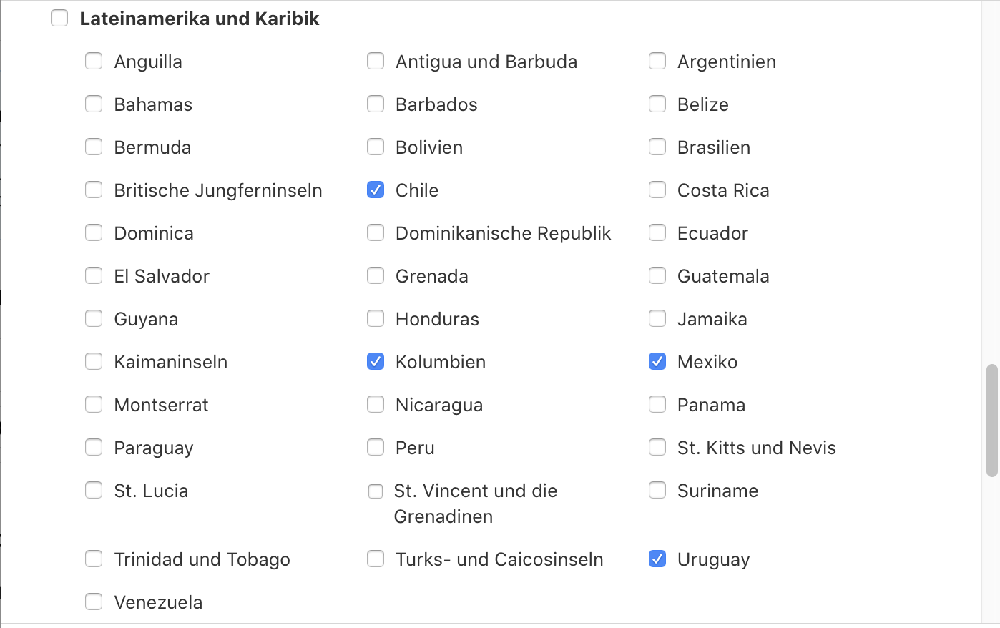 Lateinamerika und Karibik
Anguilla
Antigua und Barbuda
Argentinien
Bahamas
Barbados
Belize
Bermuda
Bolivien
Brasilien
Britische Jungferninseln
Chile
Costa Rica
Dominica
Dominikanische Republik
Ecuador
El Salvador
Grenada
Guatemala
Guyana
Honduras
Jamaika
Kaimaninseln
Kolumbien
Mexiko
Montserrat
Nicaragua
Panama
Paraguay
Peru
St. Kitts und Nevis
St. Lucia
St. Vincent und die
Grenadinen
Suriname
Trinidad und Tobago
Turks- und Caicosinseln
Uruguay
Venezuela